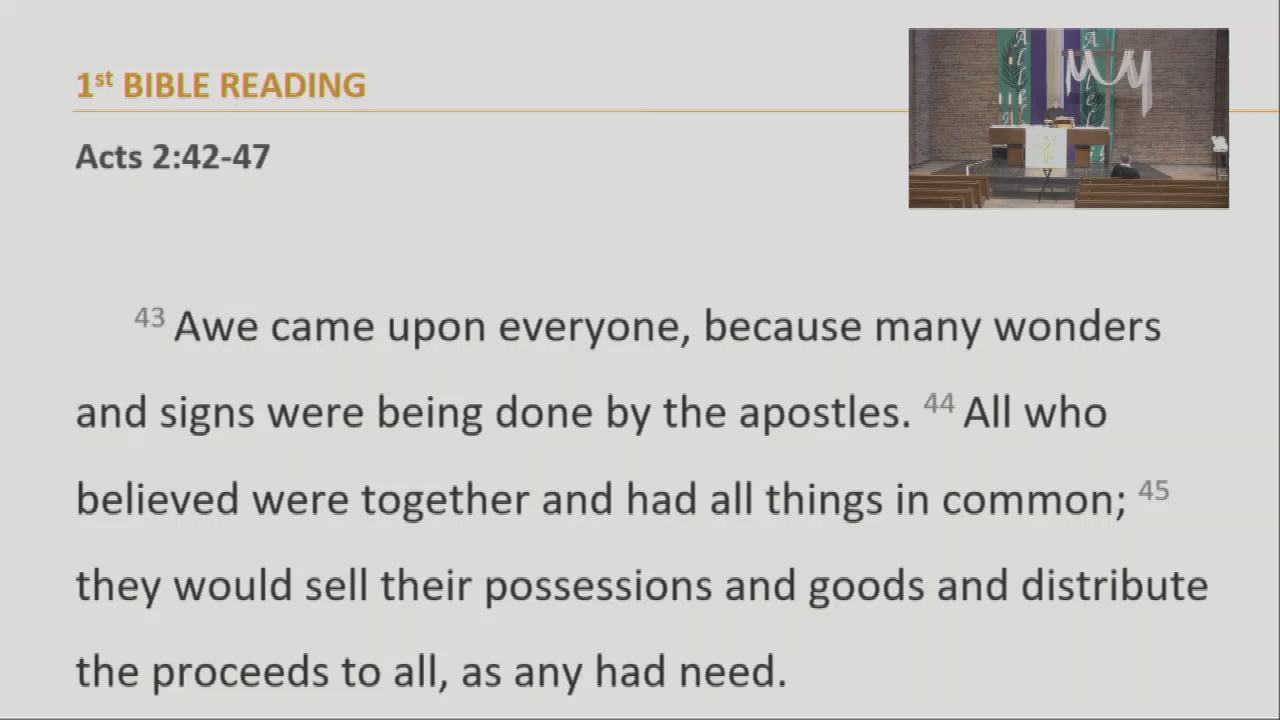 1st BIBLE READING
Acts 2:42-47
43 Awe came upon everyone, because many wonders
and signs were being done by the apostles. 44 All who
believed were together and had all things in common; 45
they would sell their possessions and goods and distribute
the proceeds to all, as any had need.